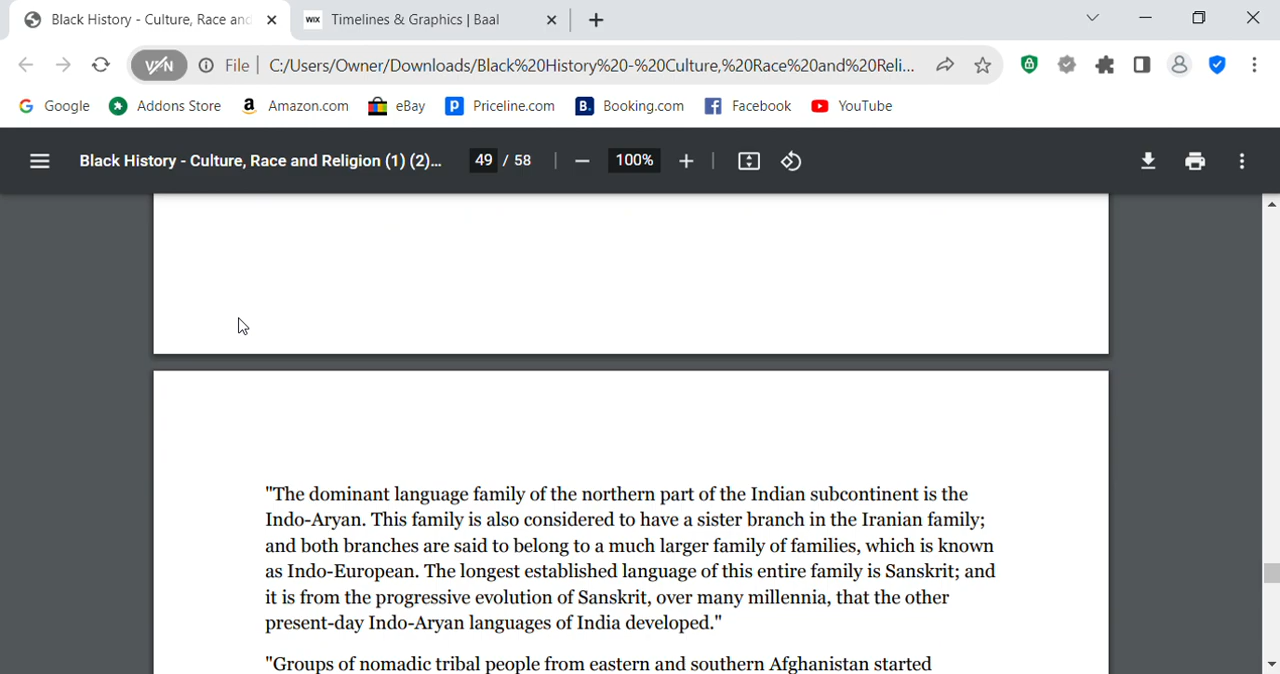 Black History - Culture, Race and
Timelines & Graphics | Baal
VPN
File
C:/Users/Owner/Downloads/Black%20History%20-%20Culture,%20Race%20and%20Reli...
Google
Addons Store
Amazon.com
eBay
Priceline.com
Booking.com
Facebook
YouTube
Black History - Culture, Race and Religion (1) (2)...
49 / 58
100%
"The dominant language family of the northern part of the Indian subcontinent is the
Indo-Aryan. This family is also considered to have a sister branch in the Iranian family;
and both branches are said to belong to a much larger family of families, which is known
as Indo-European. The longest established language of this entire family is Sanskrit; and
it is from the progressive evolution of Sanskrit, over many millennia, that the other
present-day Indo-Aryan languages of India developed."
"Groups of nomadic tribal people from eastern and southern Afghanistan started